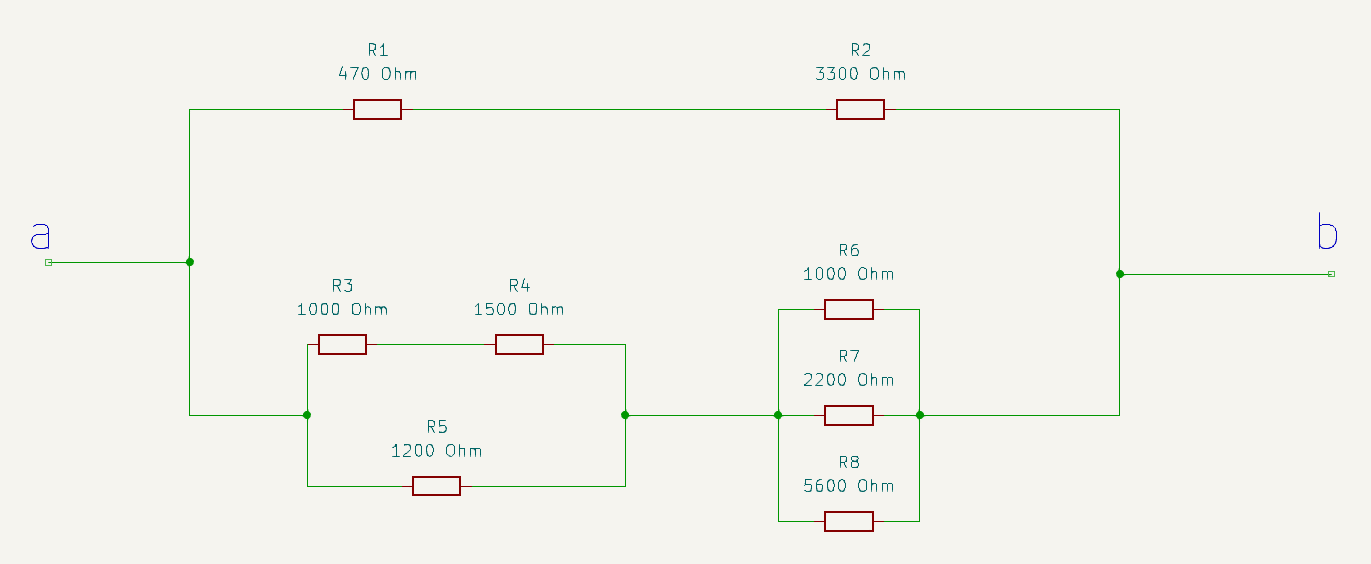 R1
470 Ohm
R2
3300 Ohm
a
b
R6
1000 Ohm
R3
1000 Ohm
R4
1500 Ohm
R7
2200 Ohm
R5
1200 Ohm
R8
5600 Ohm